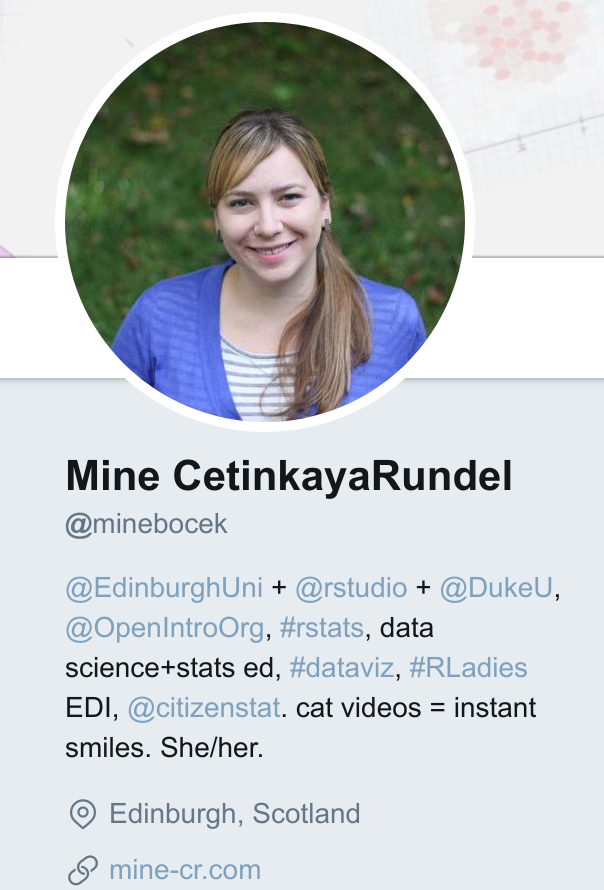 Mine CetinkayaRundel
@minebocek
@EdinburghUni + @rstudio + @DukeU,
@OpenIntroOrg, #rstats, data
science+stats ed, #dataviz, #RLadies
EDI, @citizenstat. cat videos = instant
smiles. She/her.
Edinburgh, Scotland
mine-cr.com